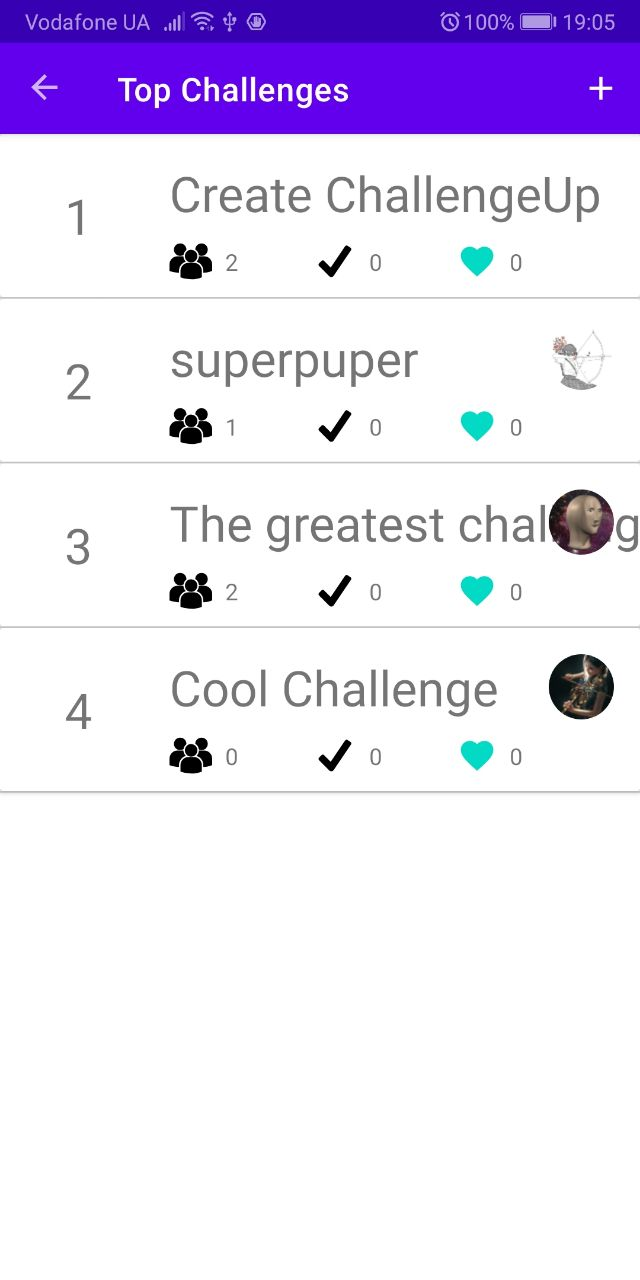 Vodafone UA 100% 19:05
Top Challenges
1
Create ChallengeUp
2 0 0
2
superpuper
1 0 0
3
The greatest
2 0 0
4
Cool Challenge
0 0 0